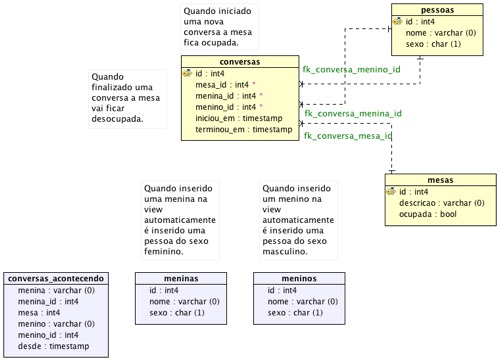 Quando iniciado
uma nova
conversa a mesa
fica ocupada.
pessoas
id : int4
nome : varchar (0)
sexo : char (1)
conversas
id : int4
mesa_id : int4 *
menina_id : int4 *
menino_id : int4 *
iniciou_em : timestamp
terminou_em : timestamp
fk_conversa_menino_id
fk_conversa_menina_id
fk_conversa_mesa_id
Quando
finalizado uma
conversa a mesa
vai ficar
desocupada.
mesas
id : int4
descricao : varchar (0)
ocupada : bool
Quando inserido
uma menina na
view
automaticamente
é inserido uma
pessoa do sexo
feminino.
Quando inserido
um menino na
view
automaticamente
é inserido uma
pessoa do sexo
masculino.
conversas_acontecendo
menina : varchar (0)
menina_id : int4
mesa : int4
menino : varchar (0)
menino_id : int4
desde : timestamp
meninas
id : int4
nome : varchar (0)
sexo : char (1)
meninos
id : int4
nome : varchar (0)
sexo : char (1)